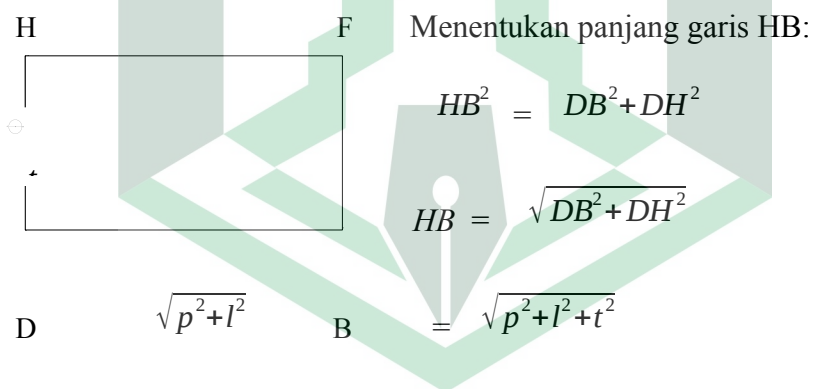 H F Menentukan panjang garis HB:
HB² = DB²+DH²
t
HB = √(DB²+DH²)
D √(p²+l²) B = √(p²+l²+t²)